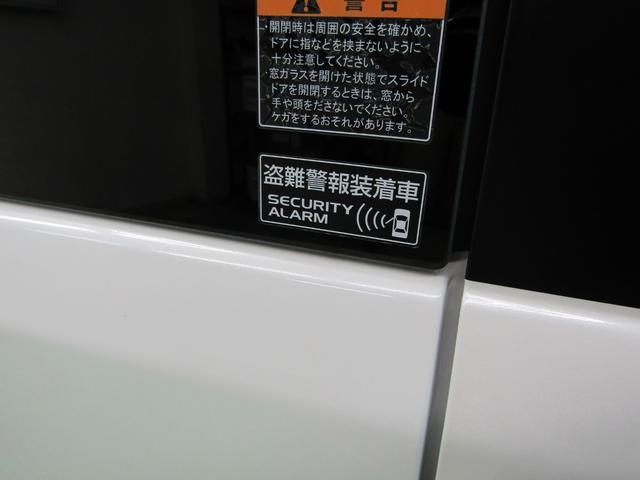 警告
・開閉時は周囲の安全を確かめ、
ドアに指などを挟まないように
十分注意してください。
・窓ガラスを開けた状態でスライド
ドアを開閉するときは、窓から
手や頭をださないでください。
ケガをするおそれがあります。
盗難警報装着車
SECURITY
ALARM